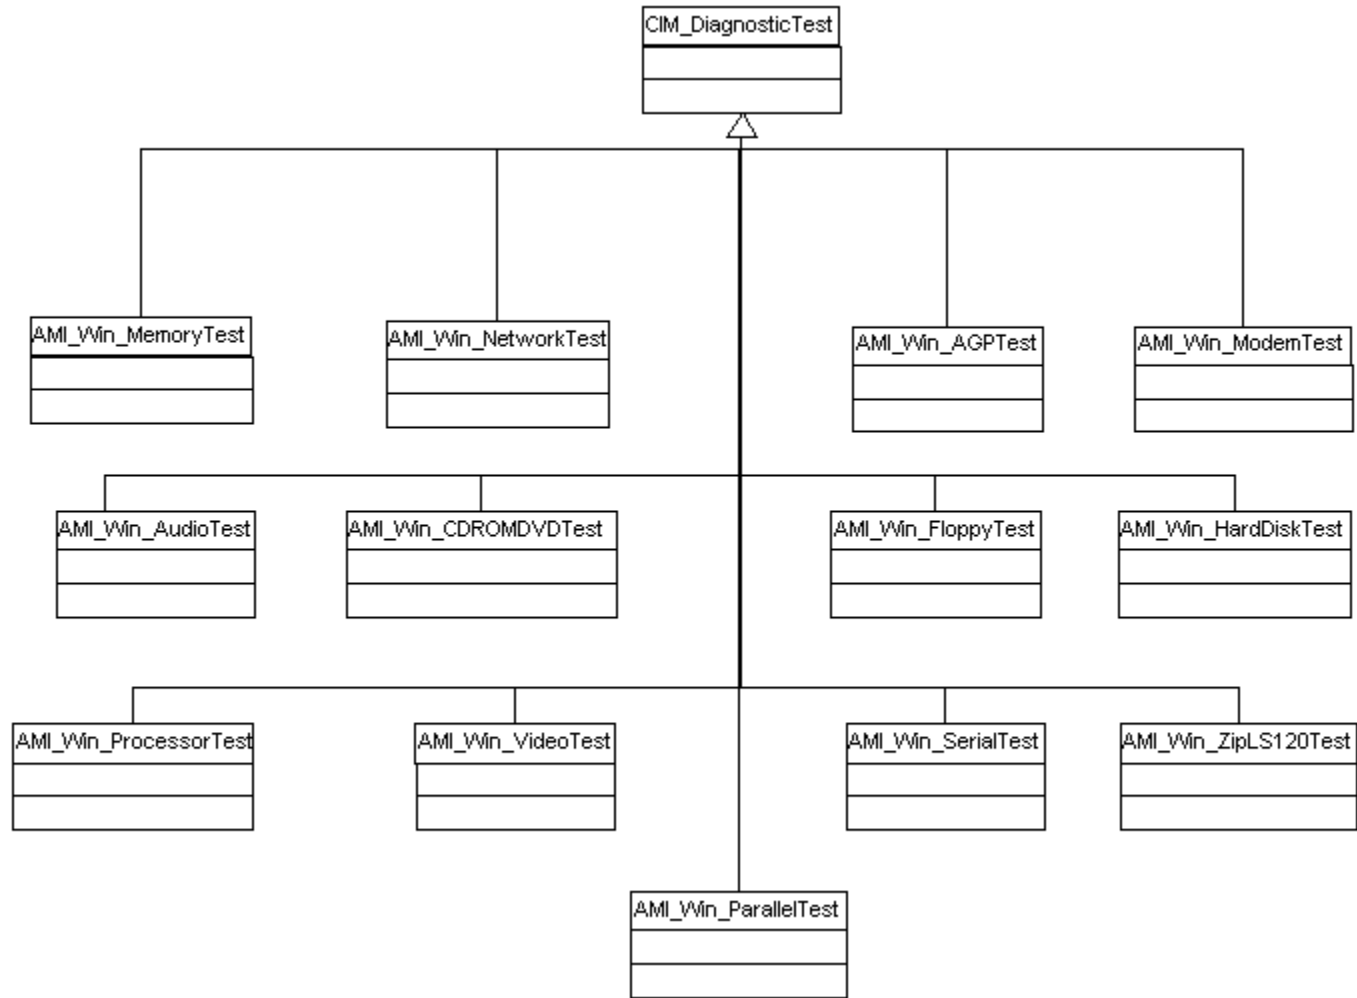 CIM_DiagnosticTest
AMI_Win_MemoryTest
AMI_Win_NetworkTest
AMI_Win_AGPTest
AMI_Win_ModemTest
AMI_Win_AudioTest
AMI_Win_CDROMDVDTest
AMI_Win_FloppyTest
AMI_Win_HardDiskTest
AMI_Win_ProcessorTest
AMI_Win_VideoTest
AMI_Win_SerialTest
AMI_Win_ZipLS120Test
AMI_Win_ParallelTest